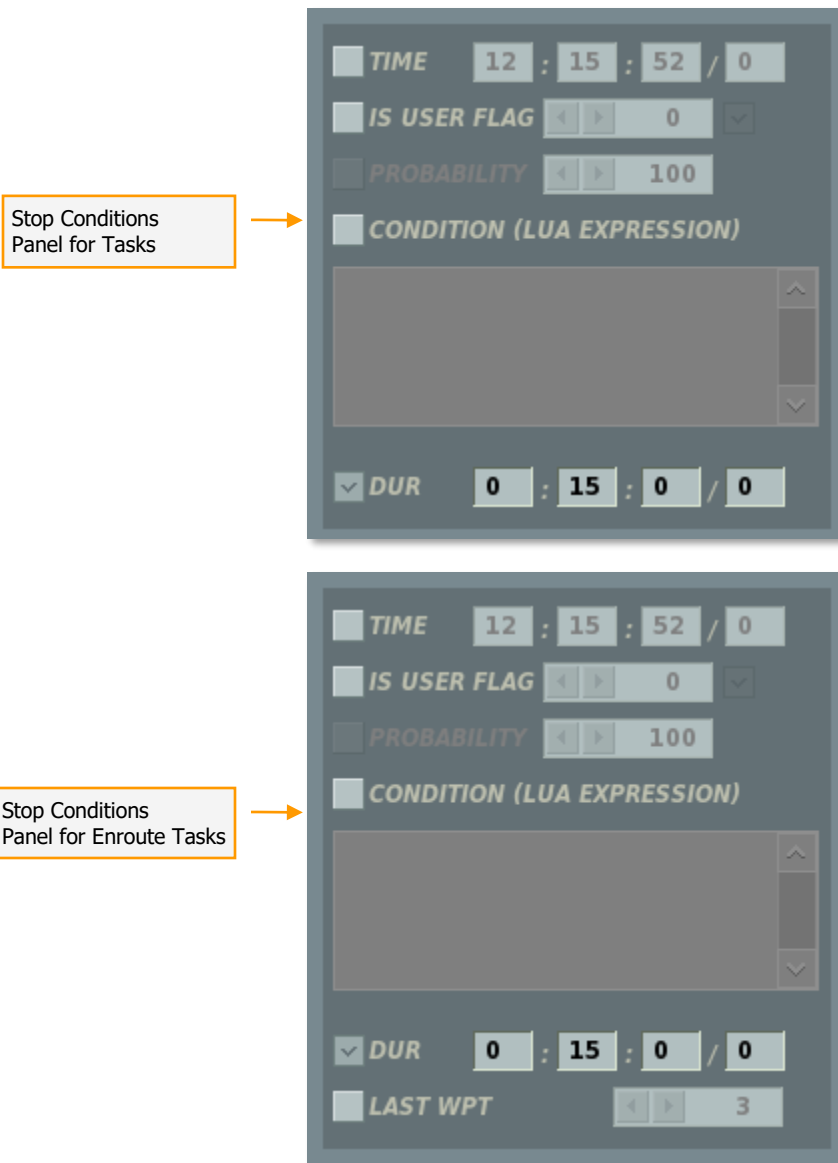 TIME 12 : 15 : 52 / 0
IS USER FLAG 0
PROBABILITY 100
Stop Conditions
Panel for Tasks
CONDITION (LUA EXPRESSION)
DUR 0 : 15 : 0 / 0
TIME 12 : 15 : 52 / 0
IS USER FLAG 0
PROBABILITY 100
CONDITION (LUA EXPRESSION)
Stop Conditions
Panel for Enroute Tasks
DUR 0 : 15 : 0 / 0
LAST WPT 3